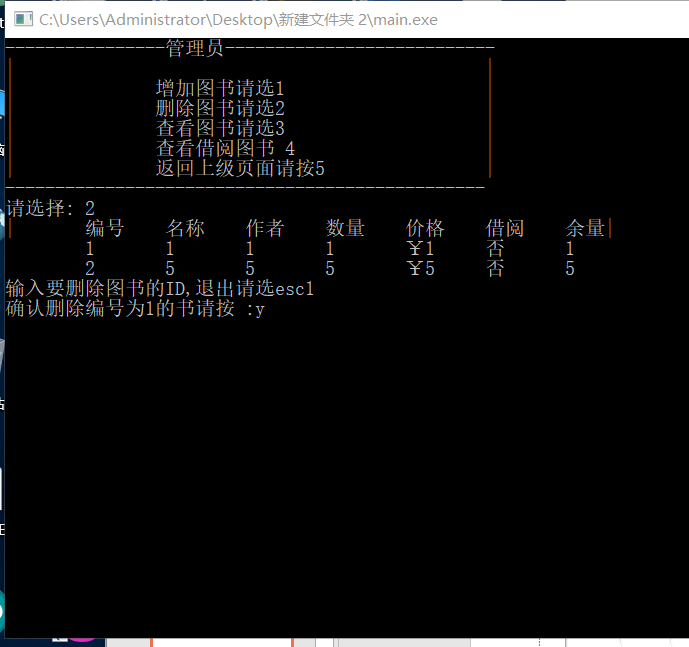 C:\Users\Administrator\Desktop\新建文件夹 2\main.exe
----------------管理员---------------------------
增加图书请选1
删除图书请选2
查看图书请选3
查看借阅图书 4
返回上级页面请按5
------------------------------------------------
请选择: 2
| 编号 名称 作者 数量 价格 借阅 余量|
1 1 1 1 ￥1 否 1
2 5 5 5 ￥5 否 5
输入要删除图书的ID,退出请选esc1
确认删除编号为1的书请按 :y